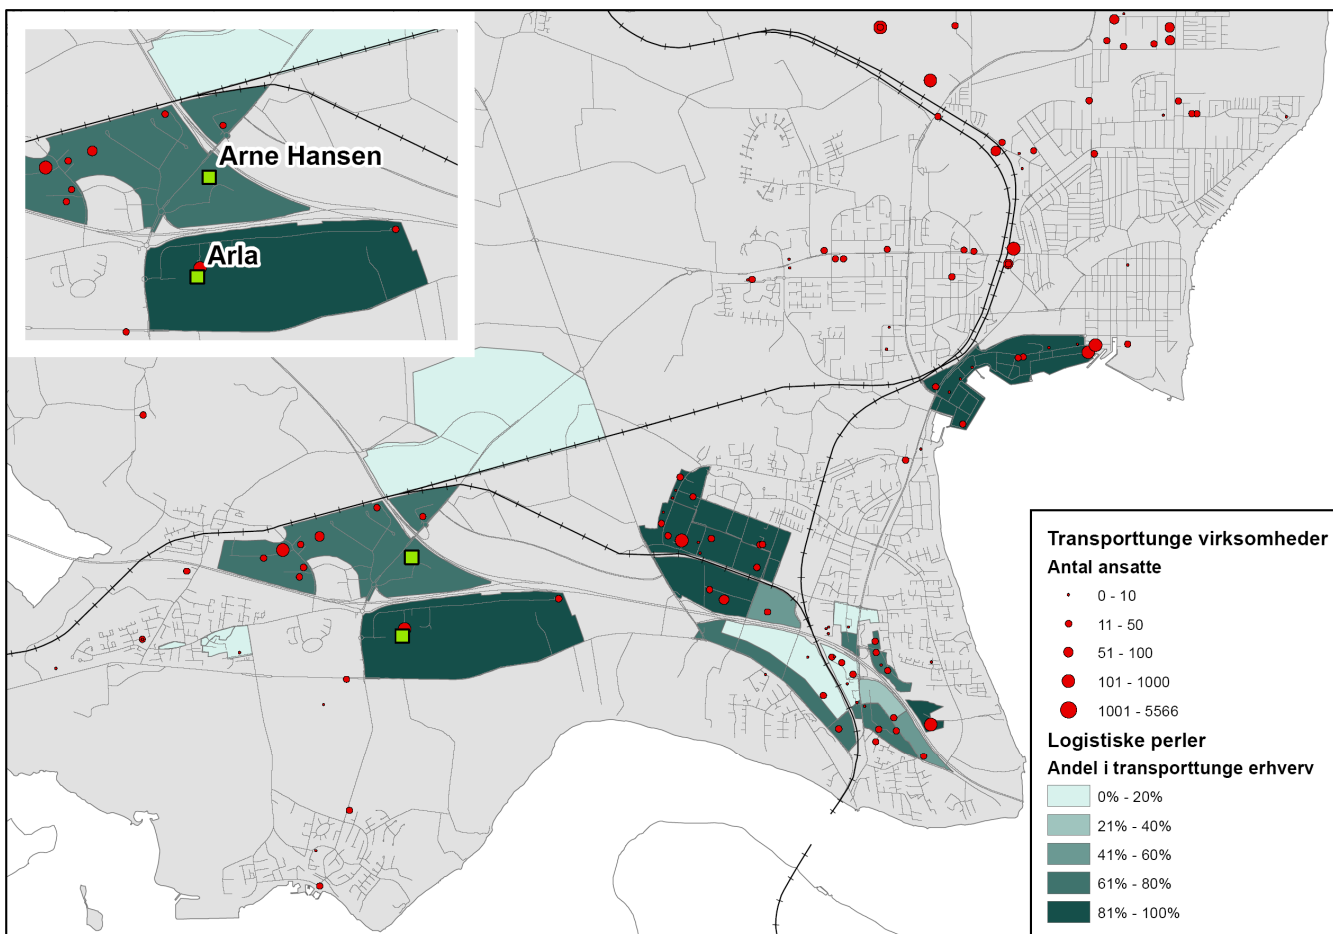 Arne Hansen
Arla
Transporttunge virksomheder
Antal ansatte
0 - 10
11 - 50
51 - 100
101 - 1000
1001 - 5566
Logistiske perler
Andel i transporttunge erhverv
0% - 20%
21% - 40%
41% - 60%
61% - 80%
81% - 100%